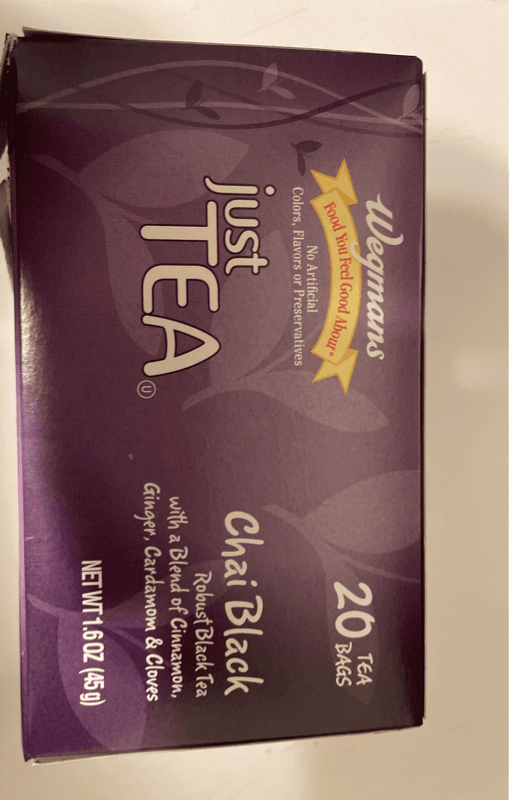 Wegmans
Food You Feel Good About®
No Artificial
Colors, Flavors or Preservatives
just
TEA
U
20 TEA
BAGS
Chai Black
Robust Black Tea
with a Blend of Cinnamon,
Ginger, Cardamom & Cloves
NET WT 1.6 OZ (45g)